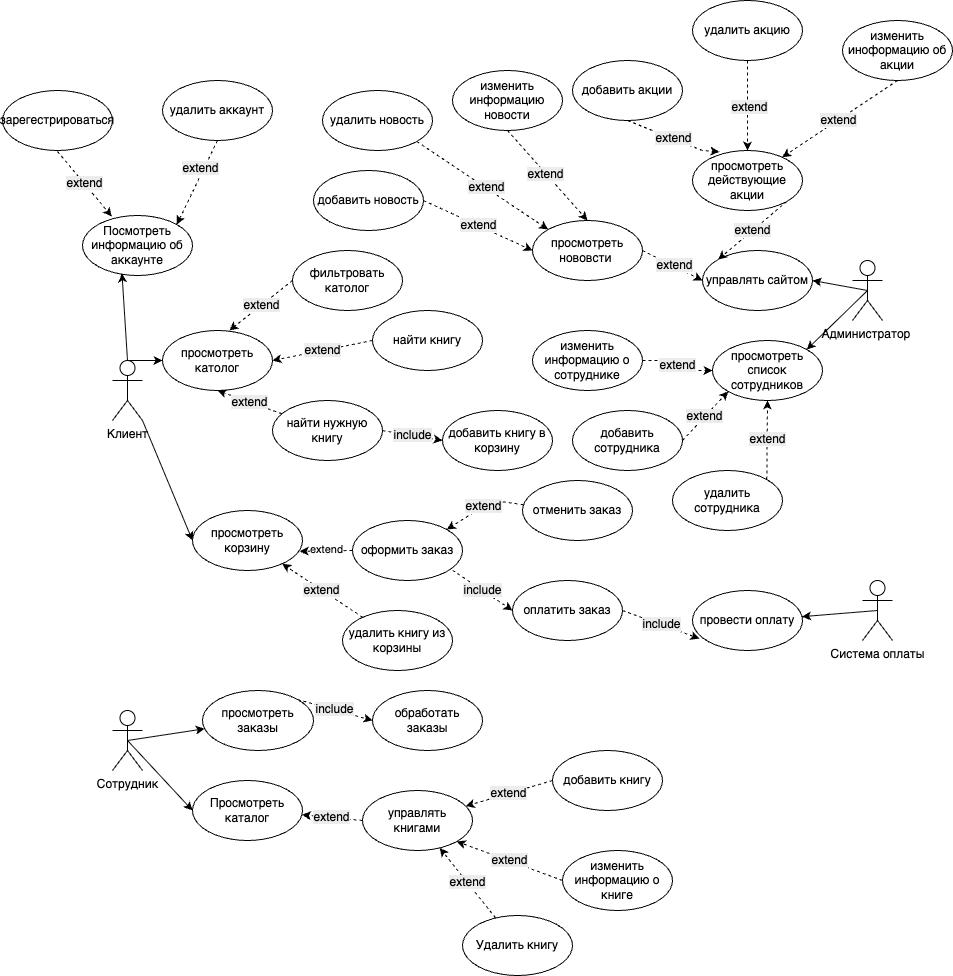 удалить акцию
изменить
иноформацию об
акции
extend
добавить акции
extend
extend
просмотреть
действующие
акции
extend
изменить
информацию
новости
удалить новость
extend
extend
добавить новость
extend
просмотреть
нововсти
extend
управлять сайтом
Администратор
зарегестрироваться
удалить аккаунт
extend
extend
Посмотреть
информацию об
аккаунте
фильтровать
католог
extend
просмотреть
католог
extend
найти книгу
extend
Клиент
найти нужную
книгу
include
добавить книгу в
корзину
изменить
информацию о
сотруднике
extend
просмотреть
список
сотрудников
extend
добавить
сотрудника
extend
удалить
сотрудника
просмотреть
корзину
extend
оформить заказ
extend
отменить заказ
extend
удалить книгу из
корзины
include
оплатить заказ
include
провести оплату
Система оплаты
Сотрудник
просмотреть
заказы
include
обработать
заказы
Просмотреть
каталог
extend
управлять
книгами
extend
добавить книгу
extend
изменить
информацию о
книге
extend
Удалить книгу